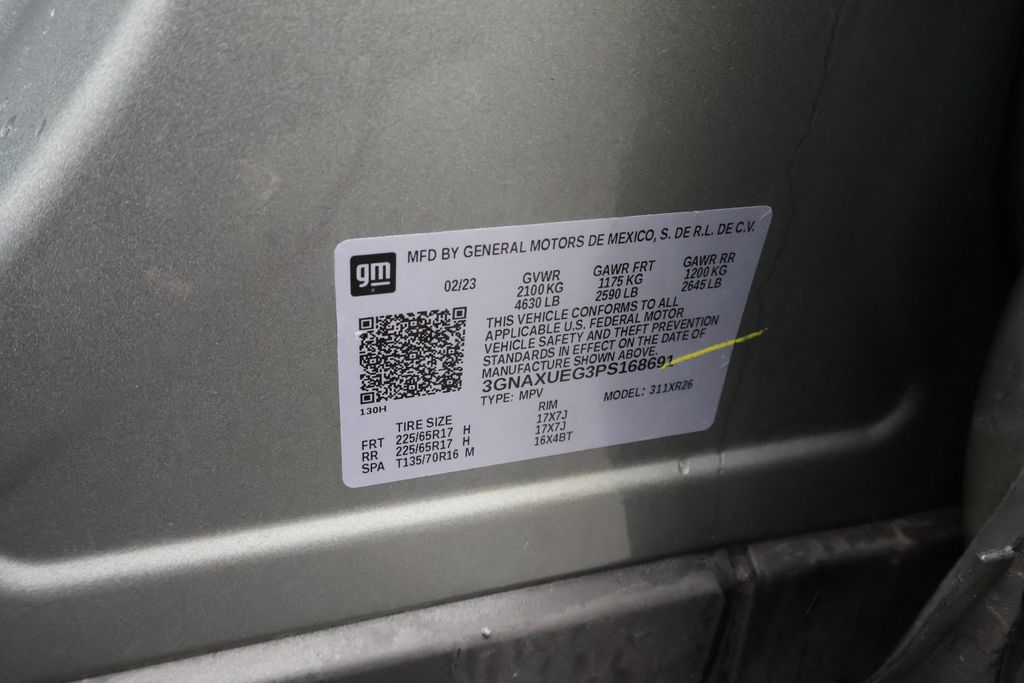 gm
MFD BY GENERAL MOTORS DE MEXICO, S. DE R.L. DE C.V.
02/23 GVWR GAWR FRT GAWR RR
2100 KG 1175 KG 1200 KG
4630 LB 2590 LB 2645 LB
THIS VEHICLE CONFORMS TO ALL
APPLICABLE U.S. FEDERAL MOTOR
VEHICLE SAFETY AND THEFT PREVENTION
STANDARDS IN EFFECT ON THE DATE OF
MANUFACTURE SHOWN ABOVE.
3GNAXUEG3PS168691
TYPE: MPV MODEL: 311XR26
130H
TIRE SIZE RIM
FRT 225/65R17 H 17X7J
RR 225/65R17 H 17X7J
SPA T135/70R16 M 16X4BT